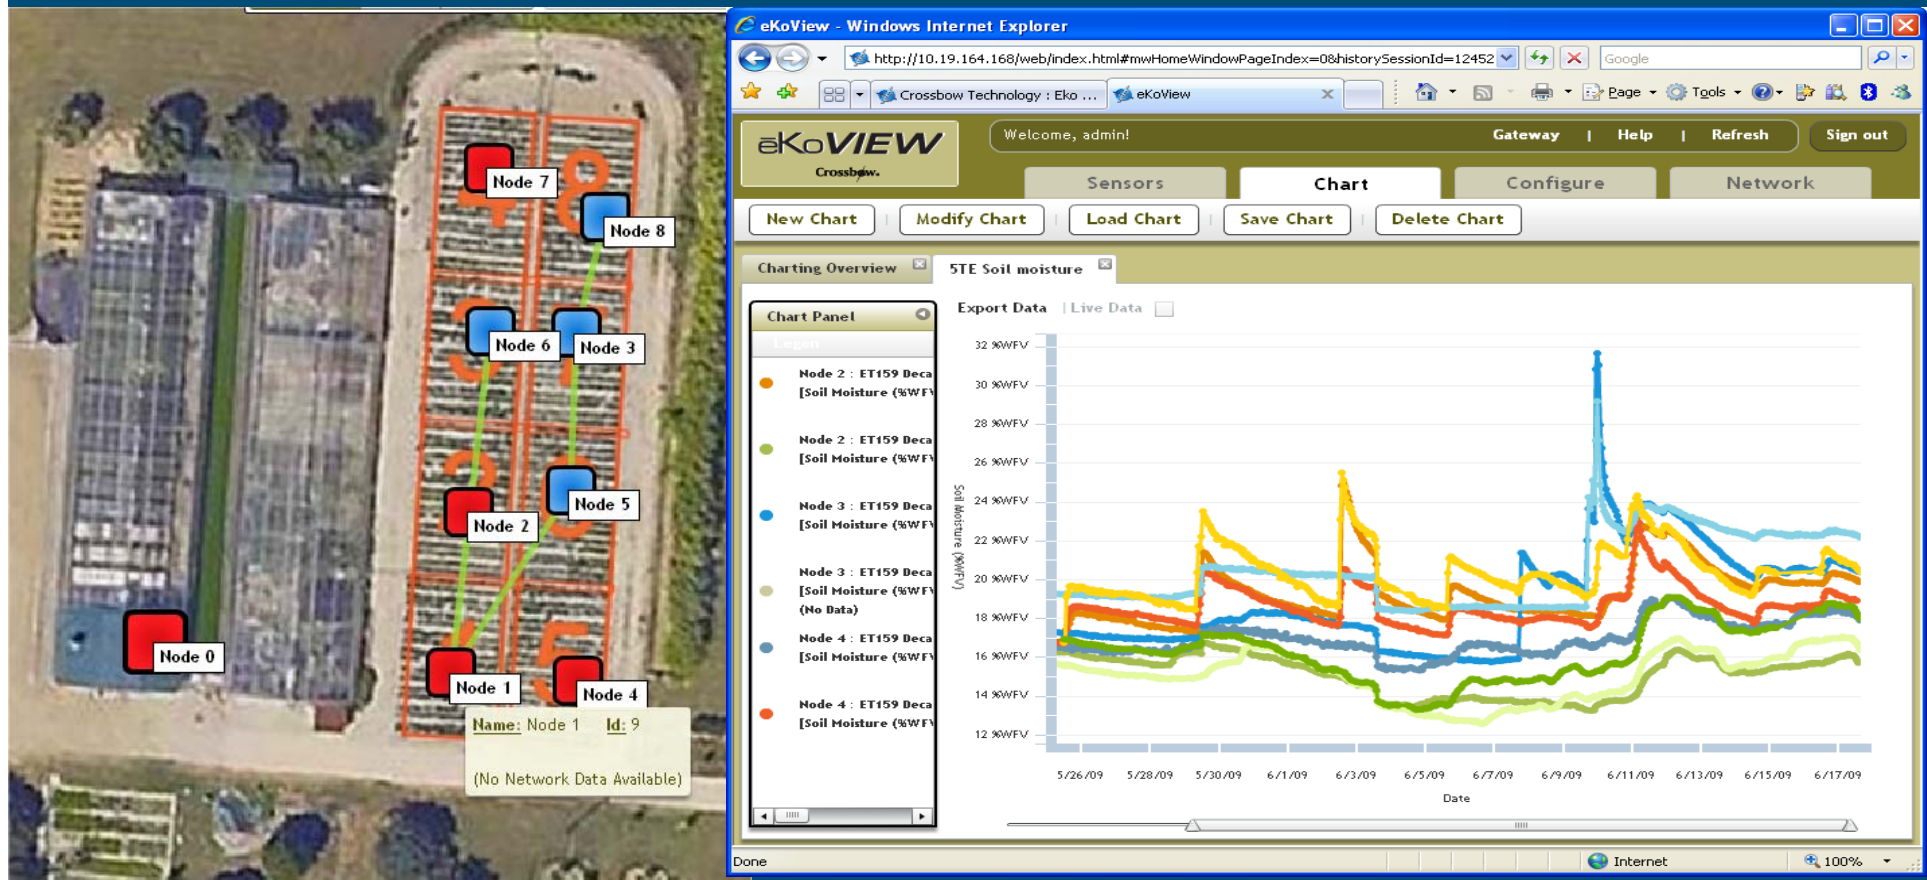 Node 7
Node 8
Node 6
Node 3
Node 2
Node 5
Node 0
Node 1
Node 4
Name: Node 1 Id: 9
(No Network Data Available)
4
8
5
eKoView - Windows Internet Explorer
http://10.19.164.168/web/index.html#mwHomeWindowPageIndex=0&historySessionId=12452
Google
Crossbow Technology : Eko ...
eKoView
Page
Tools
ēKoVIEW
Crossbow.
Welcome, admin!
Gateway | Help | Refresh
Sign out
Sensors
Chart
Configure
Network
New Chart
Modify Chart
Load Chart
Save Chart
Delete Chart
Charting Overview
5TE Soil moisture
Chart Panel
Export Data | Live Data
Node 2 : ET159 Deca
[Soil Moisture (%WFV
Node 2 : ET159 Deca
[Soil Moisture (%WFV
Node 3 : ET159 Deca
[Soil Moisture (%WFV
Node 3 : ET159 Deca
[Soil Moisture (%WFV
(No Data)
Node 4 : ET159 Deca
[Soil Moisture (%WFV
Node 4 : ET159 Deca
[Soil Moisture (%WFV
Soil Moisture (%WFV)
32 %WFV
30 %WFV
28 %WFV
26 %WFV
24 %WFV
22 %WFV
20 %WFV
18 %WFV
16 %WFV
14 %WFV
12 %WFV
5/26/09 5/28/09 5/30/09 6/1/09 6/3/09 6/5/09 6/7/09 6/9/09 6/11/09 6/13/09 6/15/09 6/17/09
Date
Done
Internet
100%